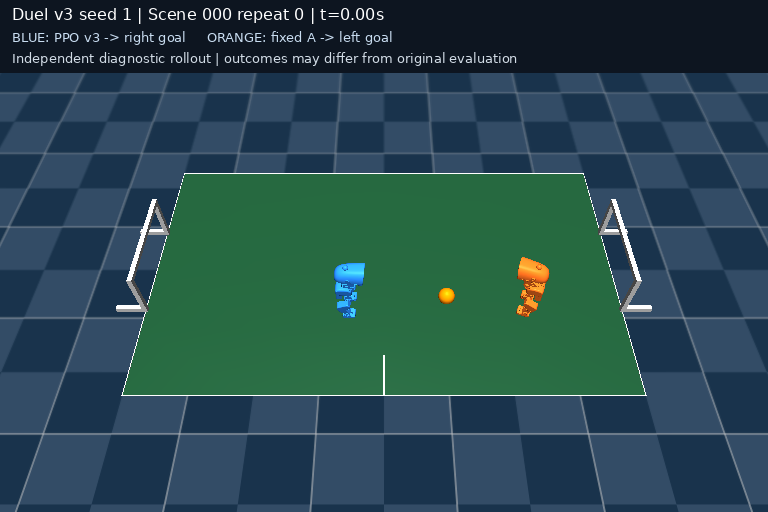 Duel v3 seed 1 | Scene 000 repeat 0 | t=0.00s
BLUE: PPO v3 -> right goal     ORANGE: fixed A -> left goal
Independent diagnostic rollout | outcomes may differ from original evaluation